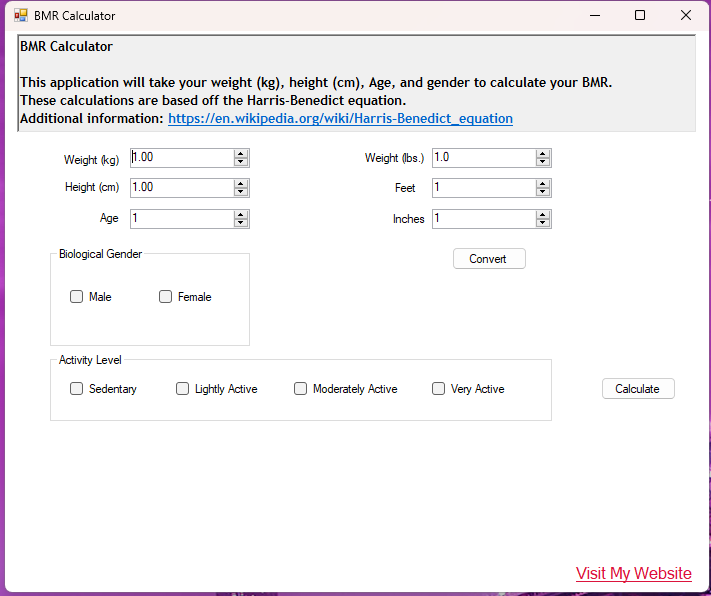 BMR Calculator
BMR Calculator
This application will take your weight (kg), height (cm), Age, and gender to calculate your BMR.
These calculations are based off the Harris-Benedict equation.
Additional information: https://en.wikipedia.org/wiki/Harris-Benedict_equation
Weight (kg) 1.00 Weight (lbs.) 1.0
Height (cm) 1.00 Feet 1
Age 1 Inches 1
Biological Gender Convert
Male Female
Activity Level
Sedentary Lightly Active Moderately Active Very Active Calculate
Visit My Website